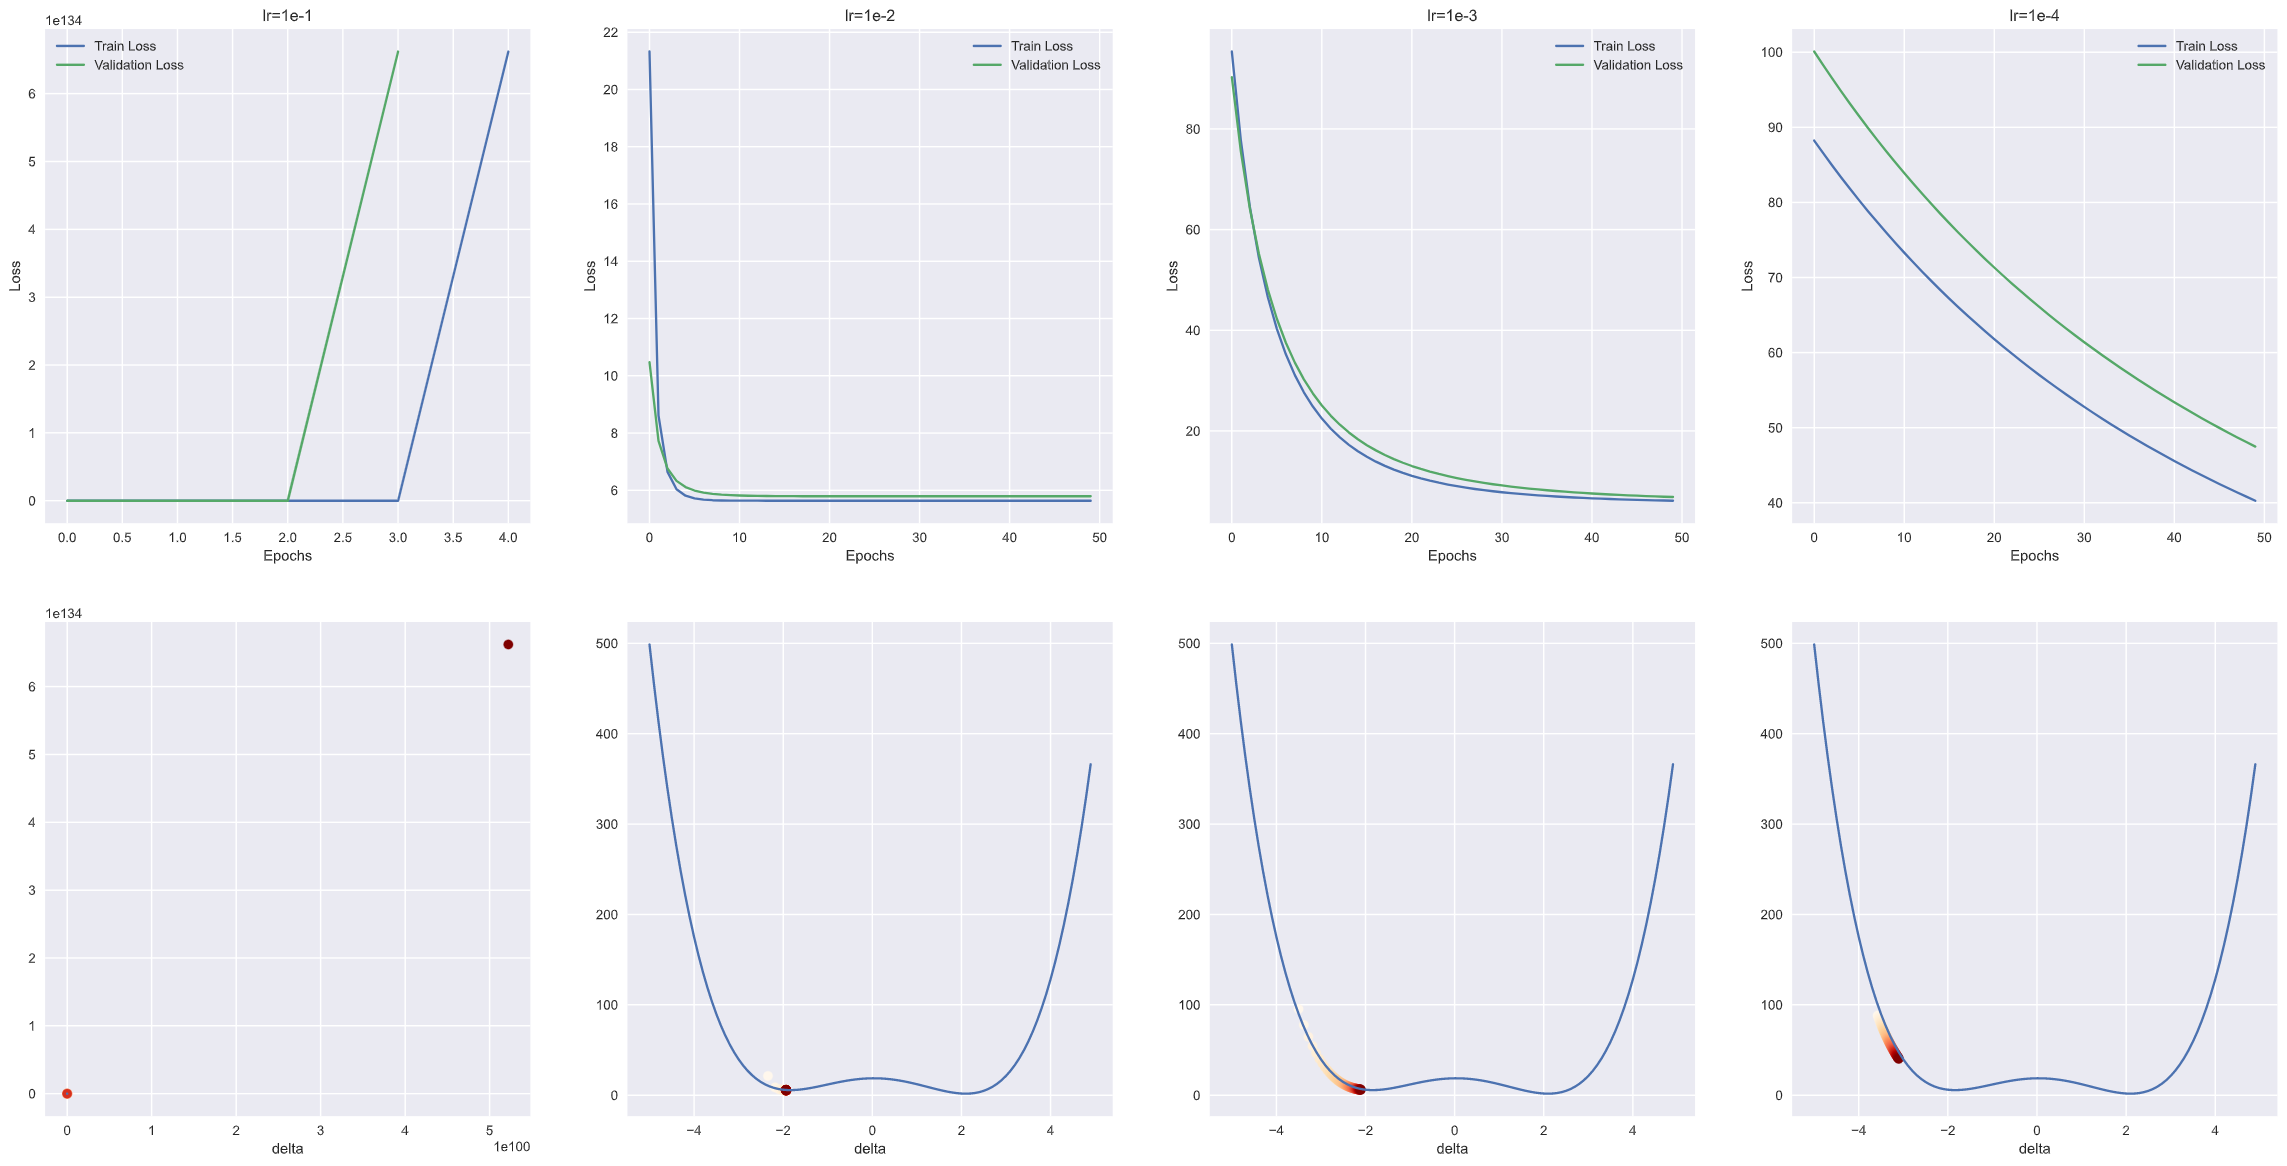 lr=1e-1
1e134
Train Loss
Validation Loss
6
5
4
3
2
1
0
Loss
0.0 0.5 1.0 1.5 2.0 2.5 3.0 3.5 4.0
Epochs
lr=1e-2
Train Loss
Validation Loss
22
20
18
16
14
12
10
8
6
Loss
0 10 20 30 40 50
Epochs
lr=1e-3
Train Loss
Validation Loss
80
60
40
20
Loss
0 10 20 30 40 50
Epochs
lr=1e-4
Train Loss
Validation Loss
100
90
80
70
60
50
40
Loss
0 10 20 30 40 50
Epochs
1e134
6
5
4
3
2
1
0
0 1 2 3 4 5
delta
1e100
500
400
300
200
100
0
−4 −2 0 2 4
delta
500
400
300
200
100
0
−4 −2 0 2 4
delta
500
400
300
200
100
0
−4 −2 0 2 4
delta